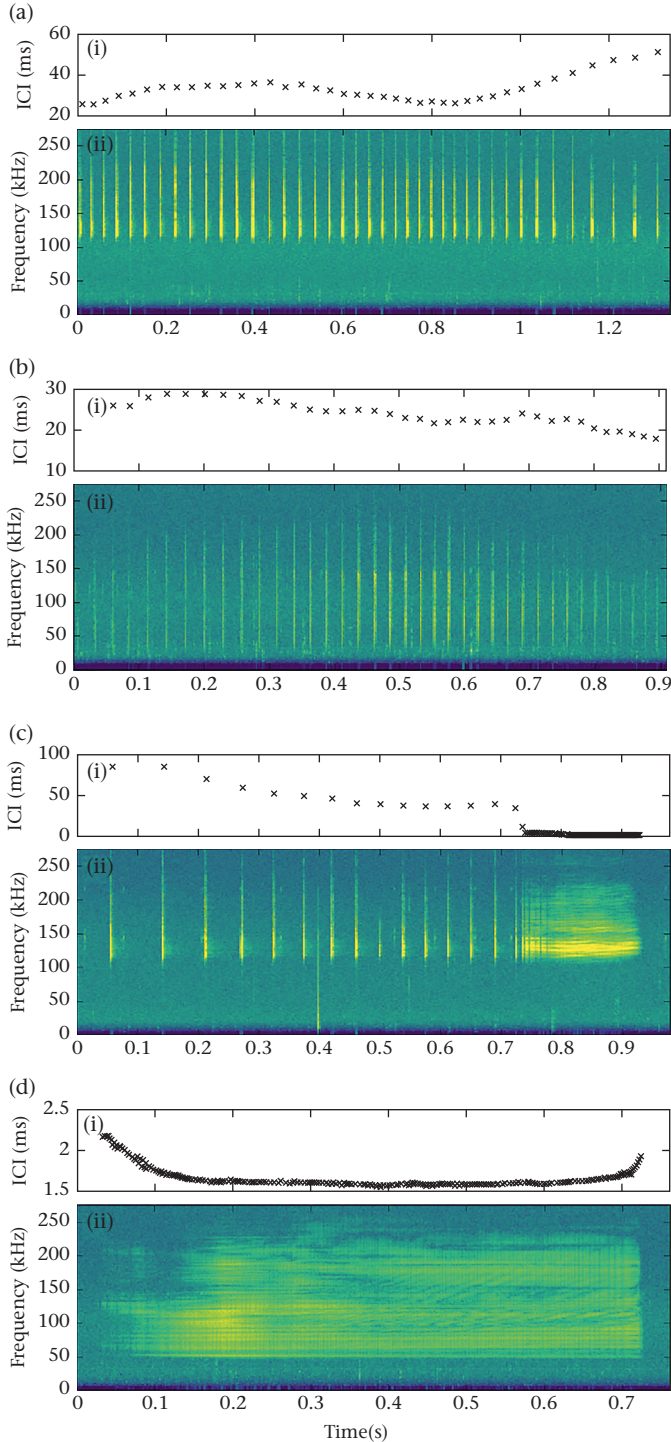 (a)
60
40
20
ICI (ms)
(i)
250
200
150
100
50
0
Frequency (kHz)
(ii)
0 0.2 0.4 0.6 0.8 1 1.2
(b)
30
20
10
ICI (ms)
(i)
250
200
150
100
50
0
Frequency (kHz)
(ii)
0 0.1 0.2 0.3 0.4 0.5 0.6 0.7 0.8 0.9
(c)
100
50
0
ICI (ms)
(i)
250
200
150
100
50
0
Frequency (kHz)
(ii)
0 0.1 0.2 0.3 0.4 0.5 0.6 0.7 0.8 0.9
(d)
2.5
2
1.5
ICI (ms)
(i)
250
200
150
100
50
0
Frequency (kHz)
(ii)
0 0.1 0.2 0.3 0.4 0.5 0.6 0.7
Time(s)